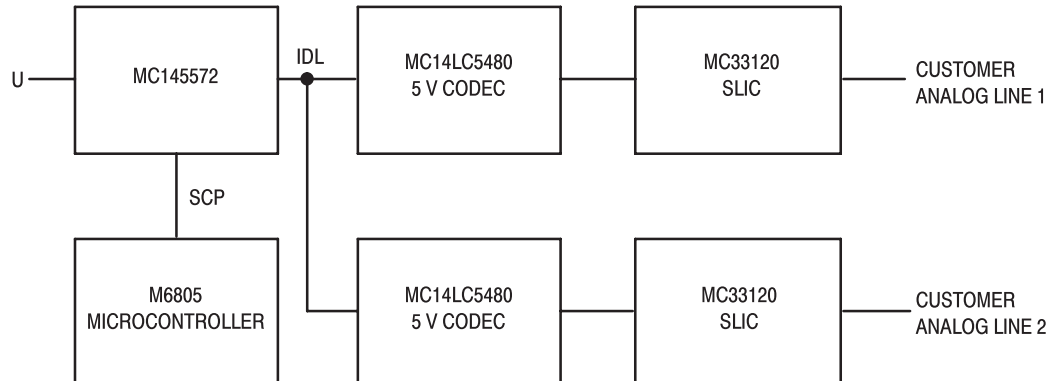 U
MC145572
IDL
MC14LC5480
5 V CODEC
MC33120
SLIC
CUSTOMER
ANALOG LINE 1
SCP
M6805
MICROCONTROLLER
MC14LC5480
5 V CODEC
MC33120
SLIC
CUSTOMER
ANALOG LINE 2